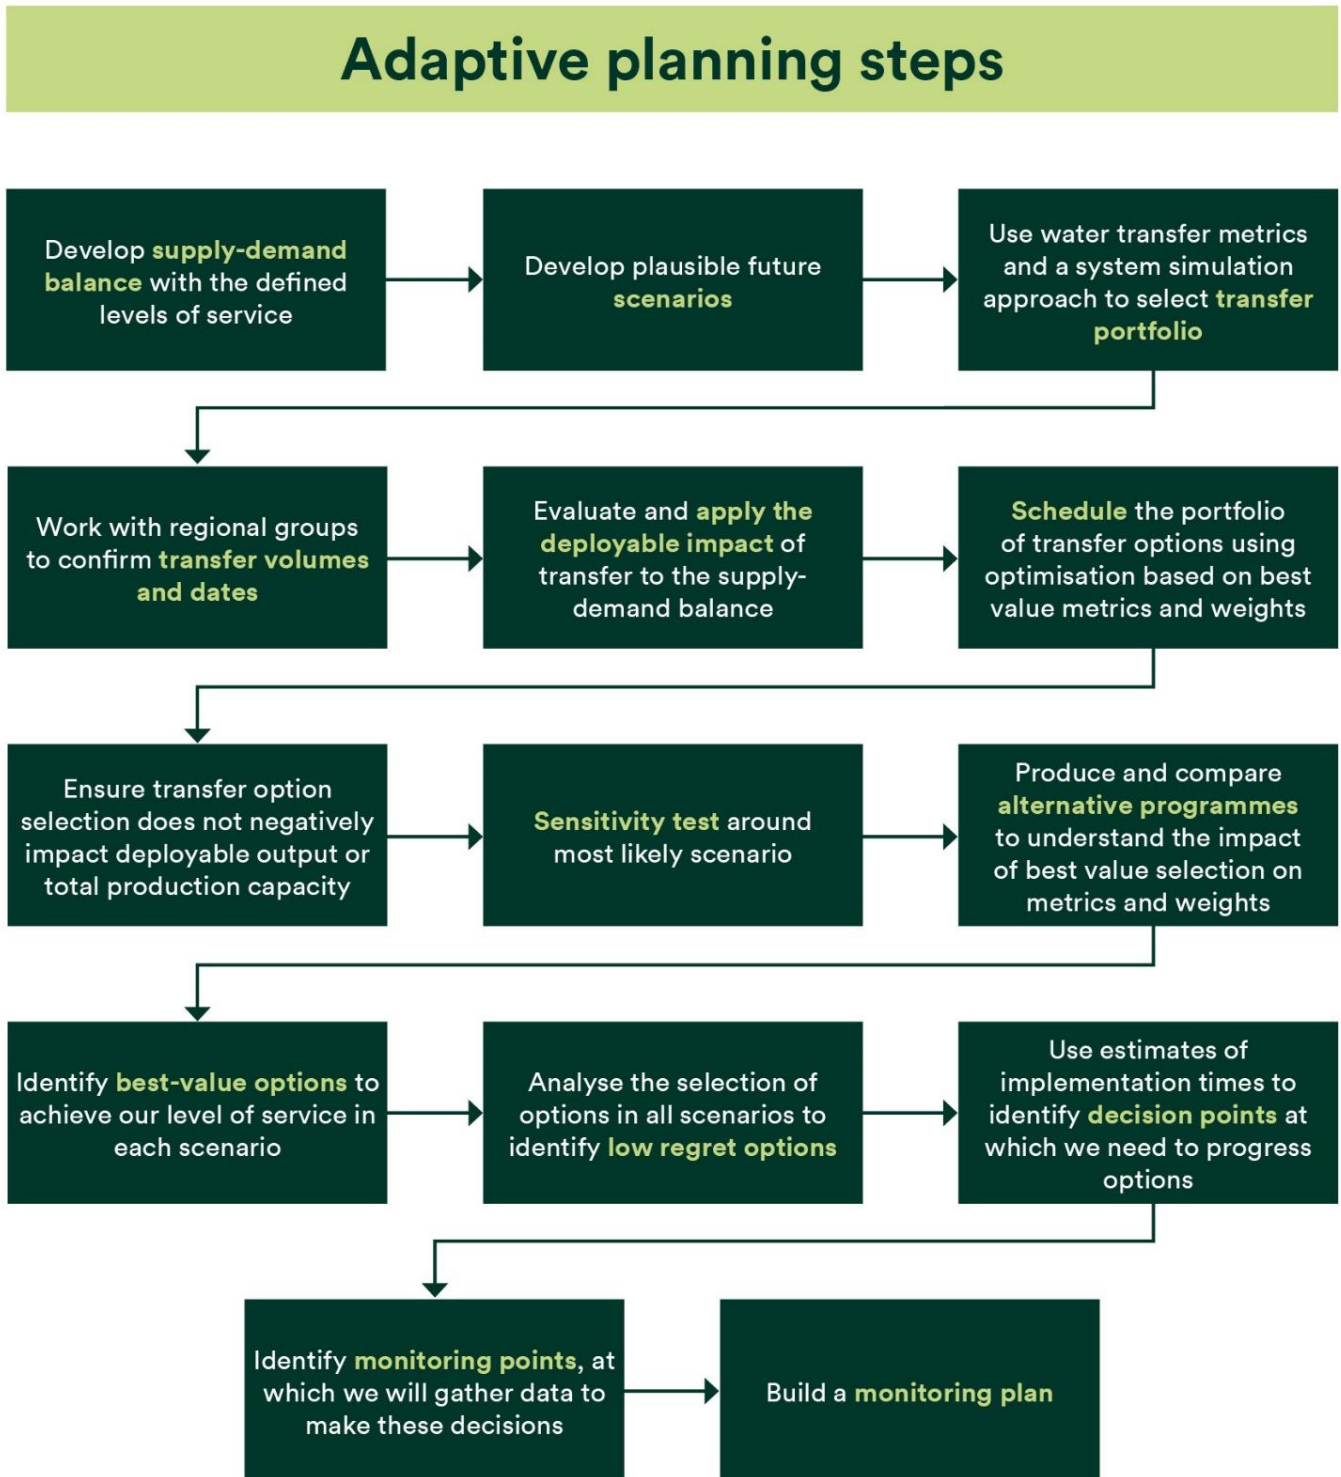 Adaptive planning steps
Develop supply-demand
balance with the defined
levels of service
Develop plausible future
scenarios
Use water transfer metrics
and a system simulation
approach to select transfer
portfolio
Work with regional groups
to confirm transfer volumes
and dates
Evaluate and apply the
deployable impact of
transfer to the supply-
demand balance
Schedule the portfolio
of transfer options using
optimisation based on best
value metrics and weights
Ensure transfer option
selection does not negatively
impact deployable output or
total production capacity
Sensitivity test around
most likely scenario
Produce and compare
alternative programmes
to understand the impact
of best value selection on
metrics and weights
Identify best-value options to
achieve our level of service in
each scenario
Analyse the selection of
options in all scenarios to
identify low regret options
Use estimates of
implementation times to
identify decision points at
which we need to progress
options
Identify monitoring points, at
which we will gather data to
make these decisions
Build a monitoring plan